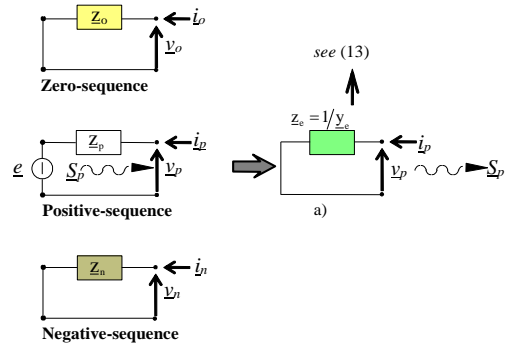 z_o
i_o
v_o
Zero-sequence
see (13)
z_e = 1/y_e
z_p
i_p
e
S_p
v_p
Positive-sequence
i_p
v_p
S_p
a)
z_n
i_n
v_n
Negative-sequence